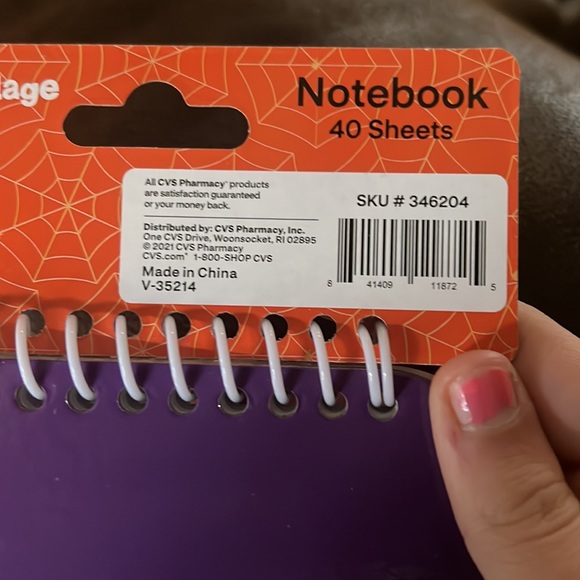 Notebook
40 Sheets
All CVS Pharmacy® products
are satisfaction guaranteed
or your money back.
SKU # 346204
Distributed by: CVS Pharmacy, Inc.
One CVS Drive, Woonsocket, RI 02895
© 2021 CVS Pharmacy
CVS.com® 1-800-SHOP CVS
Made in China
V-35214
8 41409 11872 5